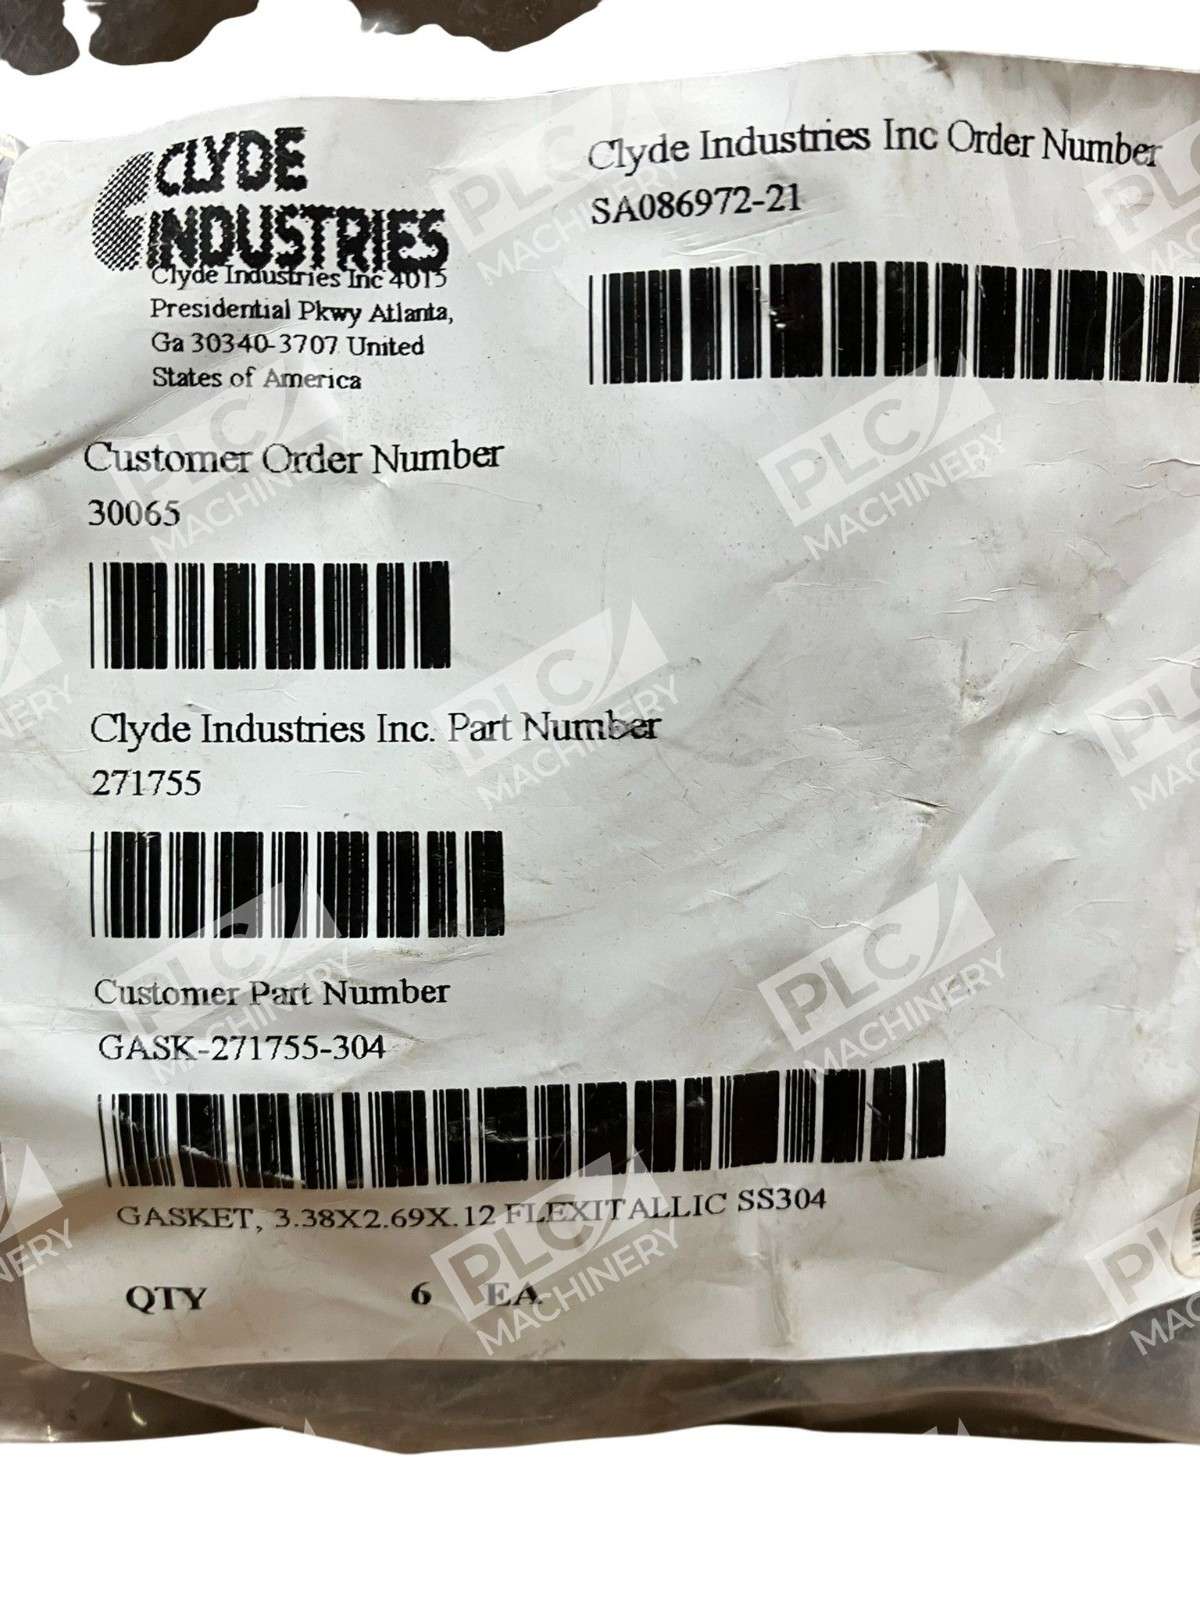 CLYDE
INDUSTRIES
Clyde Industries Inc 4015
Presidential Pkwy Atlanta,
Ga 30340-3707 United
States of America
Clyde Industries Inc Order Number
SA086972-21
Customer Order Number
30065
Clyde Industries Inc. Part Number
271755
Customer Part Number
GASK-271755-304
GASKET, 3.38X2.69X.12 FLEXITALLIC SS304
QTY 6 EA
PLC MACHINERY